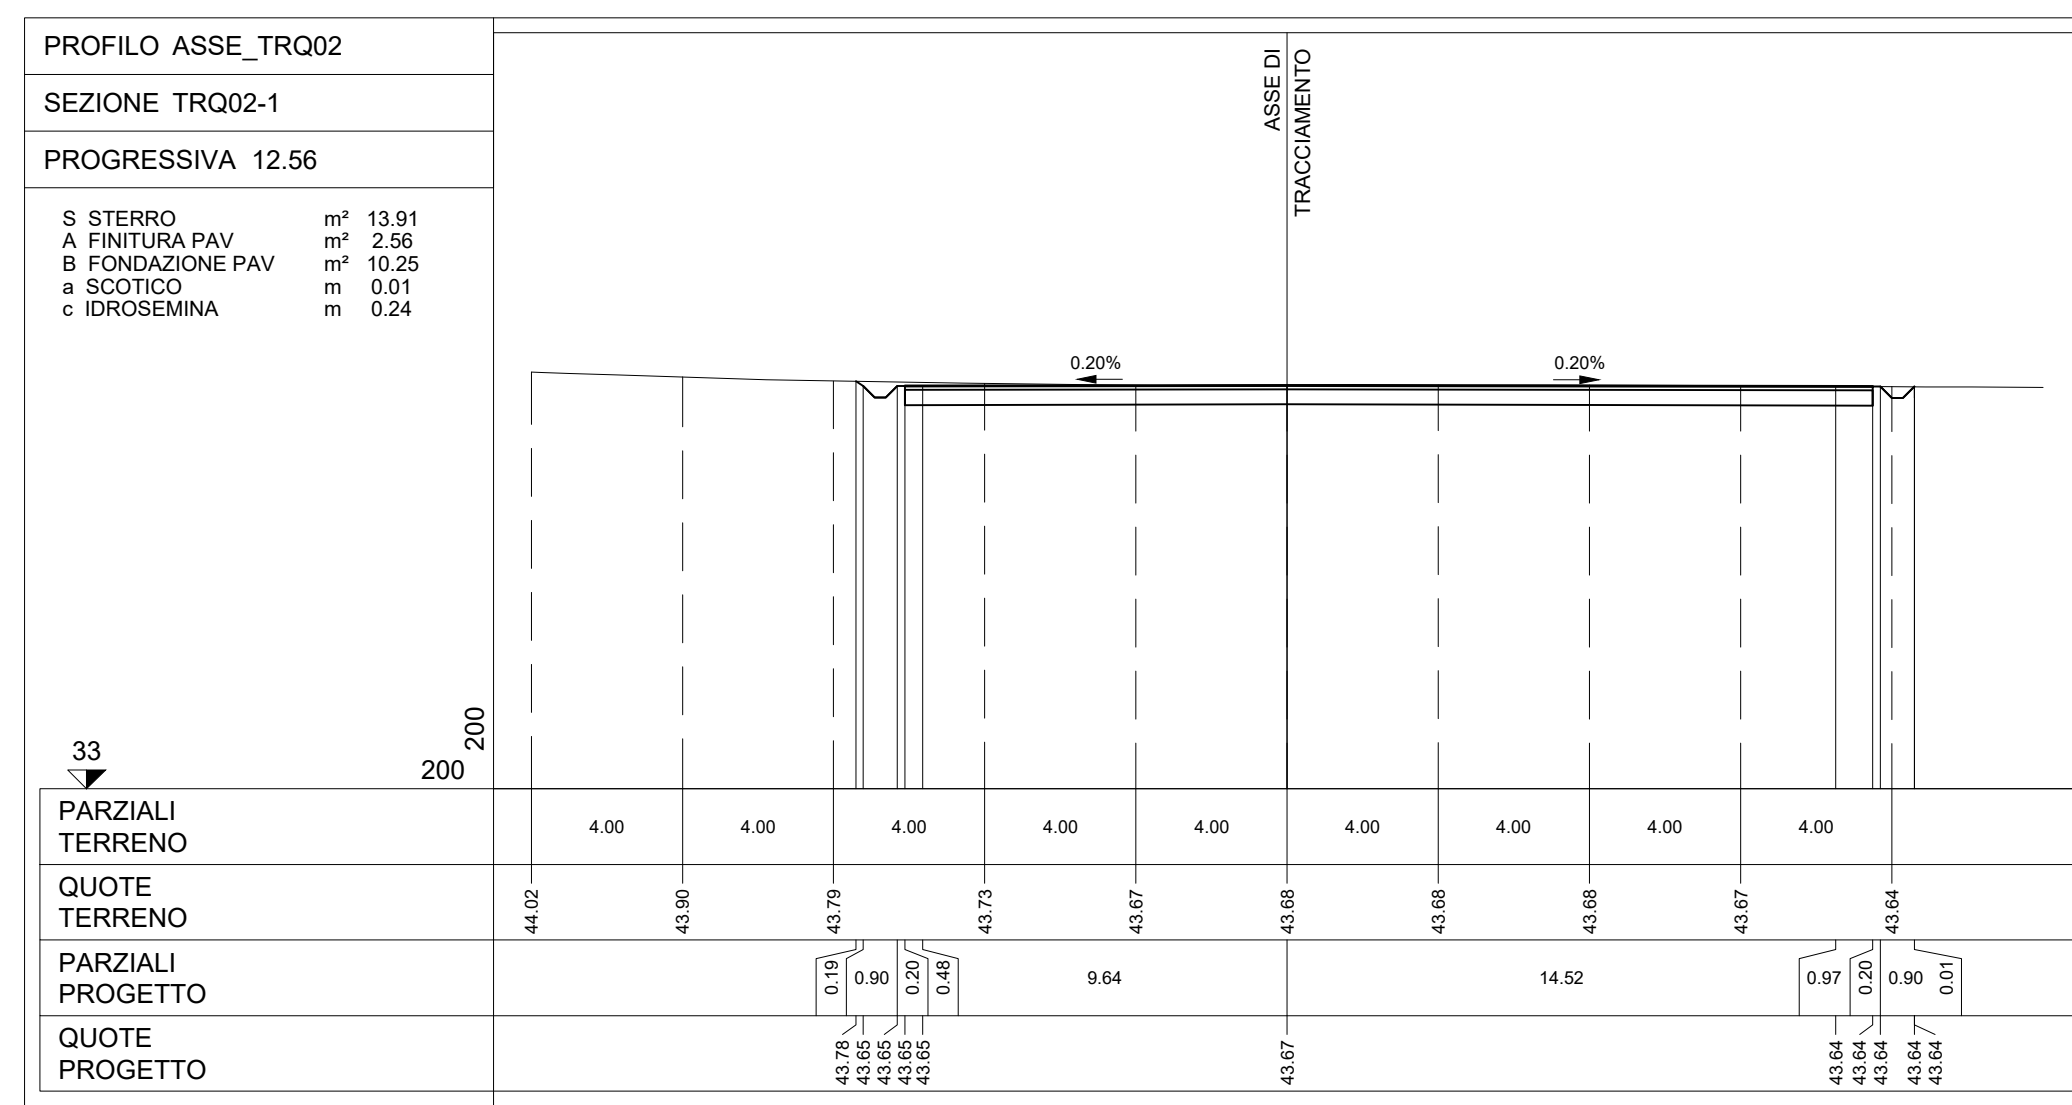 PROFILO ASSE_TRQ02
SEZIONE TRQ02-1
PROGRESSIVA 12.56
S STERRO m² 13.91
A FINITURA PAV m² 2.56
B FONDAZIONE PAV m² 10.25
a SCOTICO m 0.01
c IDROSEMINA m 0.24
ASSE DI
TRACCIAMENTO
0.20% 0.20%
33
200
200
PARZIALI
TERRENO
4.00 4.00 4.00 4.00 4.00 4.00 4.00 4.00 4.00
QUOTE
TERRENO
44.02 43.90 43.79 43.73 43.67 43.68 43.68 43.68 43.67 43.64
PARZIALI
PROGETTO
0.19 0.90 0.20 0.48 9.64 14.52 0.97 0.20 0.90 0.01
QUOTE
PROGETTO
43.78 43.65 43.65 43.65 43.65 43.67 43.64 43.64 43.64 43.64 43.64